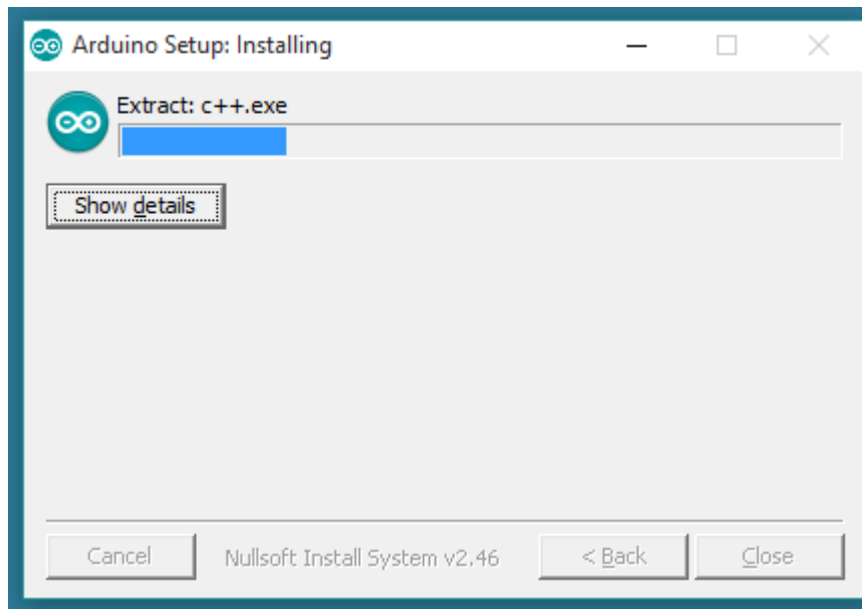 Arduino Setup: Installing
Extract: c++.exe
Show details
Cancel Nullsoft Install System v2.46 < Back Close